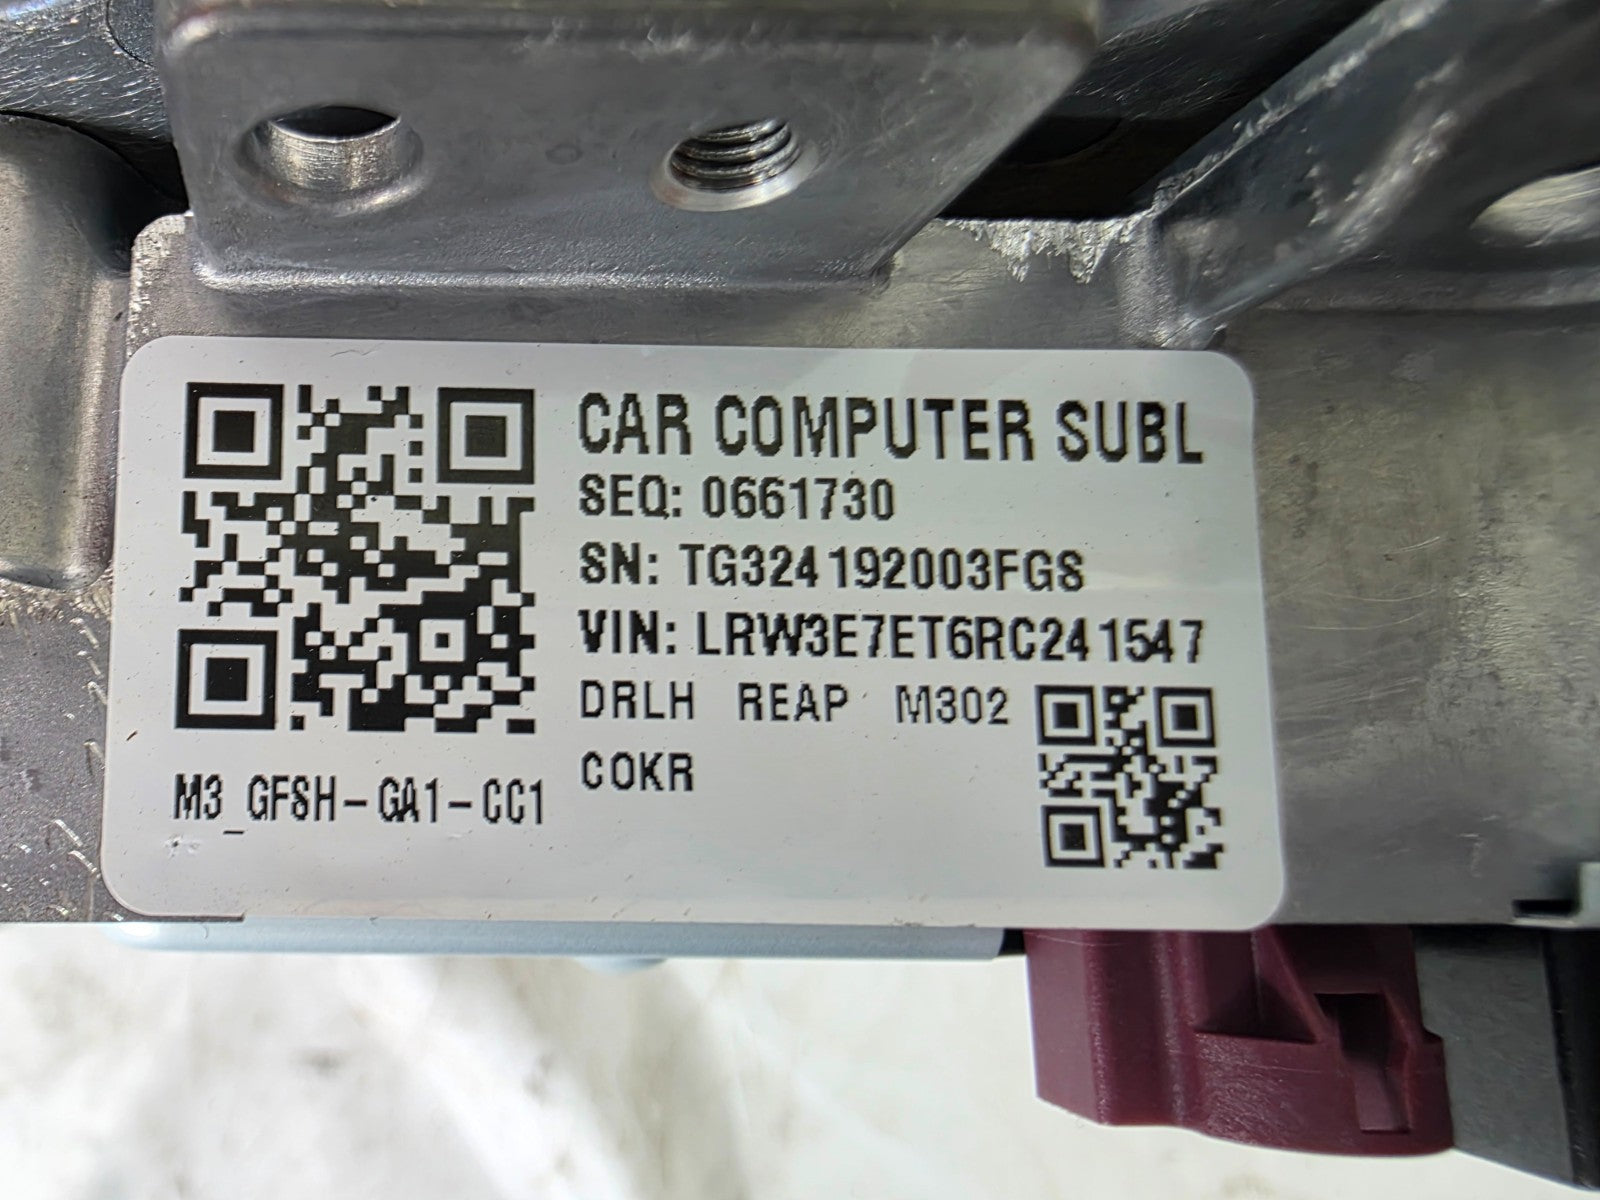 CAR COMPUTER SUBL
SEQ: 0661730
SN: TG324192003FGS
VIN: LRW3E7ET6RC241547
DRLH REAP M302
COKR
M3_GFSH-GA1-CC1